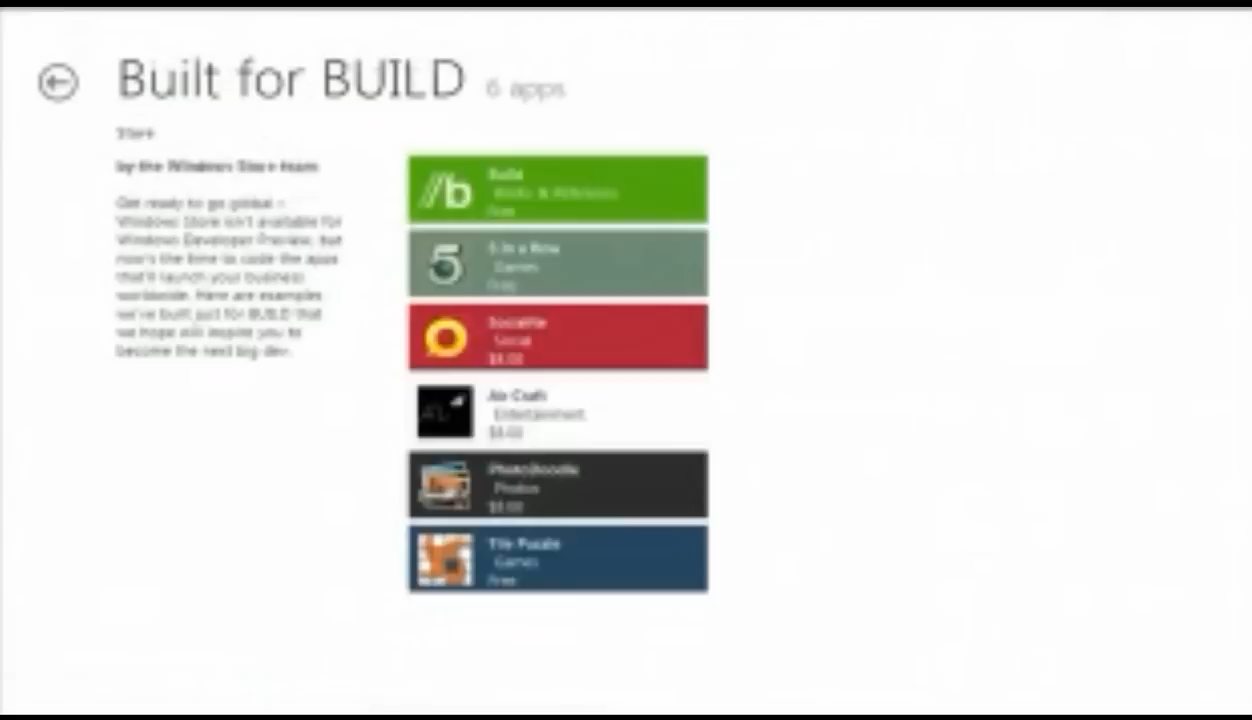 Built for BUILD 6 apps
Store
by the Windows Store team
Get ready to go global -
Windows Store isn't available for
Windows Developer Preview, but
now's the time to code the apps
that'll launch your business
worldwide. Here are examples
we've built just for BUILD that
we hope will inspire you to
become the next big dev.
//b
Build
Books & Reference
Free
5
5 in a Row
Games
Free
Socialite
Social
Air Craft
Entertainment
PhotoDoodle
Photos
Tile Puzzle
Games
Free